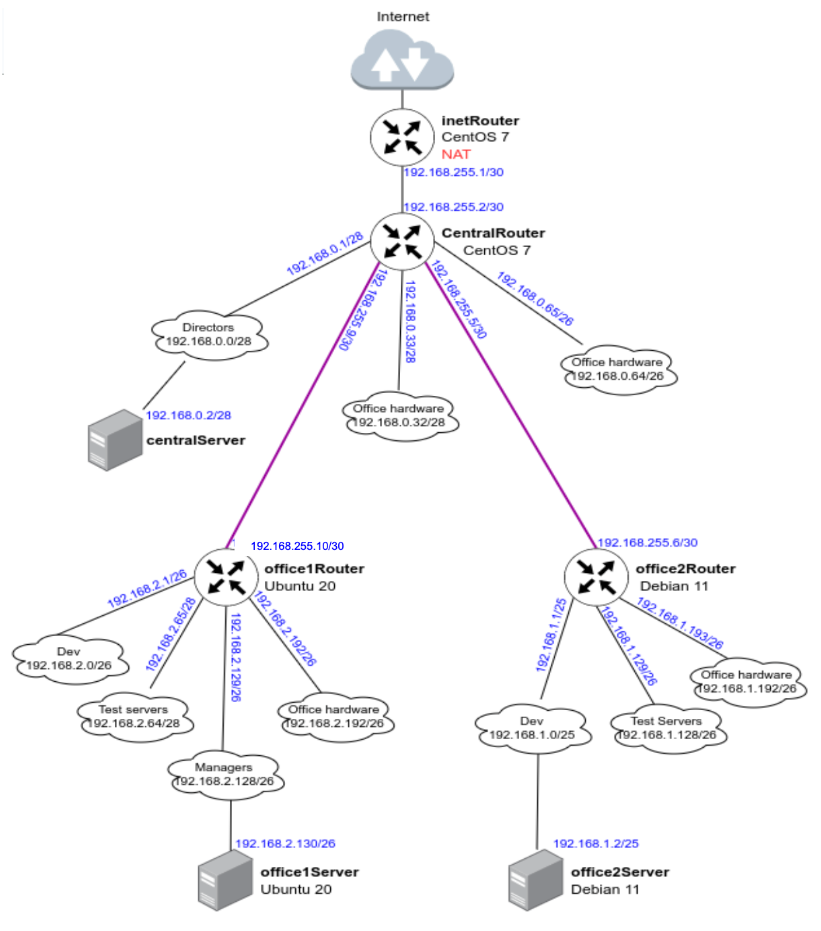 Internet
inetRouter
CentOS 7
NAT
192.168.255.1/30
192.168.255.2/30
CentralRouter
CentOS 7
192.168.0.1/28
192.168.255.9/30
192.168.0.33/28
192.168.255.5/30
192.168.0.65/26
Directors
192.168.0.0/28
Office hardware
192.168.0.64/26
Office hardware
192.168.0.32/28
192.168.0.2/28
centralServer
192.168.255.10/30
office1Router
Ubuntu 20
192.168.255.6/30
office2Router
Debian 11
192.168.2.1/26
192.168.2.65/28
192.168.2.129/26
192.168.2.192/26
192.168.1.1/25
192.168.1.129/26
192.168.1.193/26
Dev
192.168.2.0/26
Test servers
192.168.2.64/28
Office hardware
192.168.2.192/26
Managers
192.168.2.128/26
Dev
192.168.1.0/25
Test Servers
192.168.1.128/26
Office hardware
192.168.1.192/26
192.168.2.130/26
office1Server
Ubuntu 20
192.168.1.2/25
office2Server
Debian 11